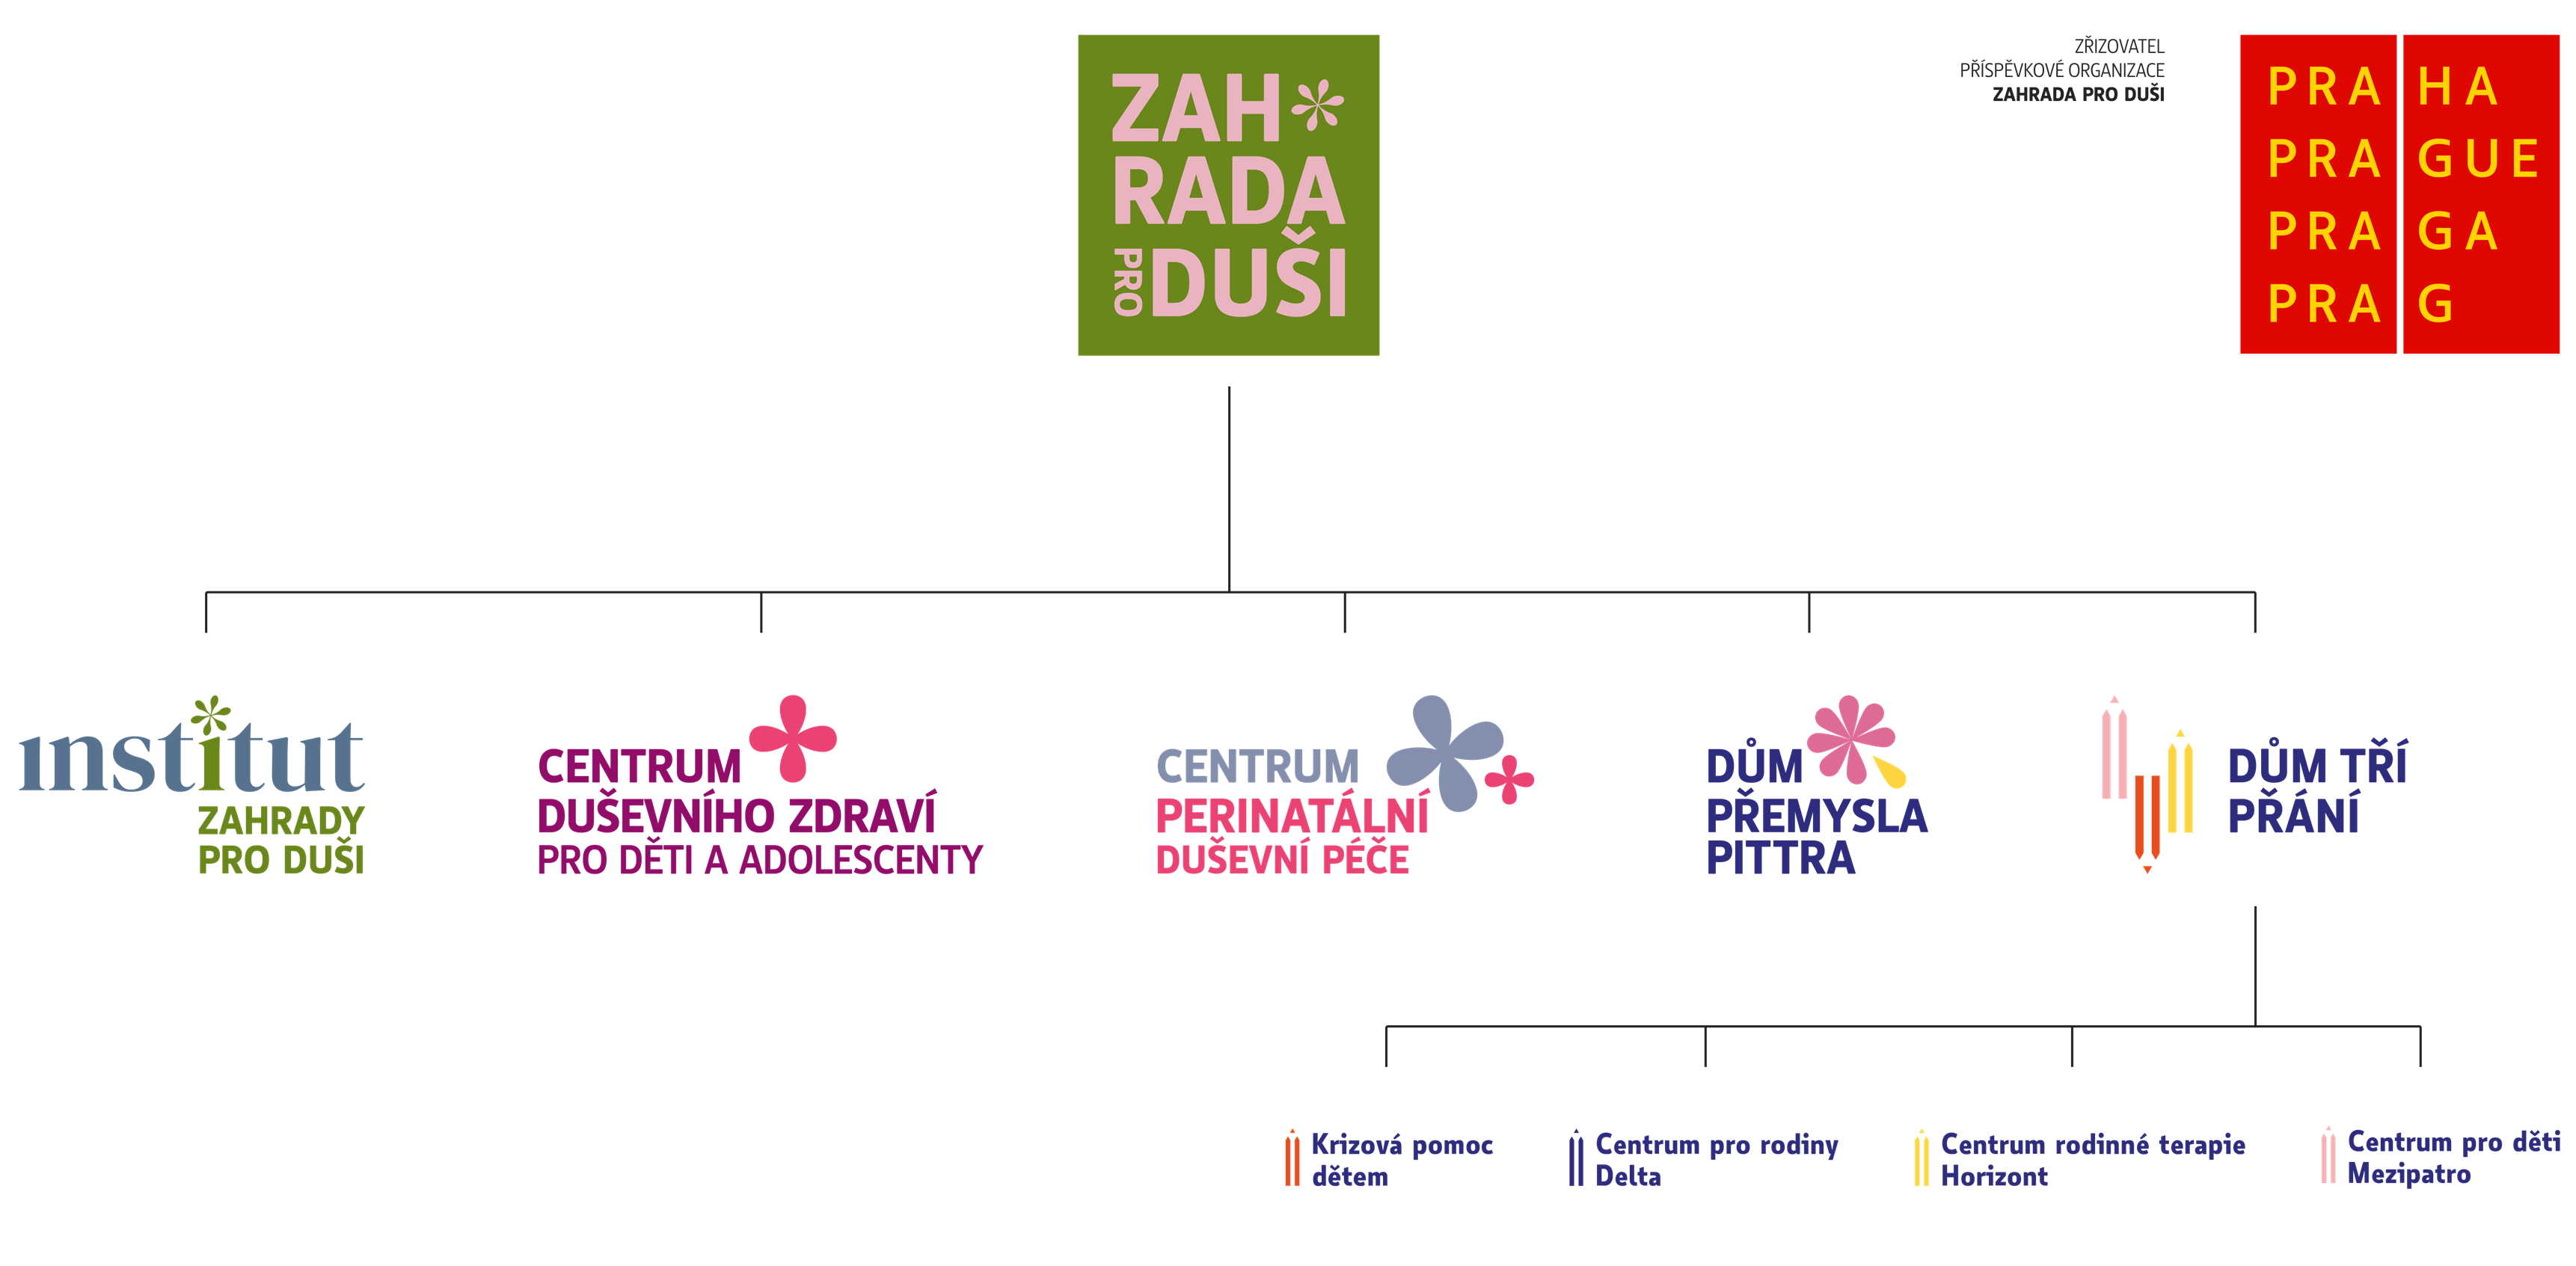 ZAH
RADA
PRO DUŠI
ZŘIZOVATEL
PŘÍSPĚVKOVÉ ORGANIZACE
ZAHRADA PRO DUŠI
PRA HA
PRA GUE
PRA GA
PRA G
institut
ZAHRADY
PRO DUŠI
CENTRUM
DUŠEVNÍHO ZDRAVÍ
PRO DĚTI A ADOLESCENTY
CENTRUM
PERINATÁLNÍ
DUŠEVNÍ PÉČE
DŮM
PŘEMYSLA
PITTRA
DŮM TŘÍ
PŘÁNÍ
Krizová pomoc
dětem
Centrum pro rodiny
Delta
Centrum rodinné terapie
Horizont
Centrum pro děti
Mezipatro